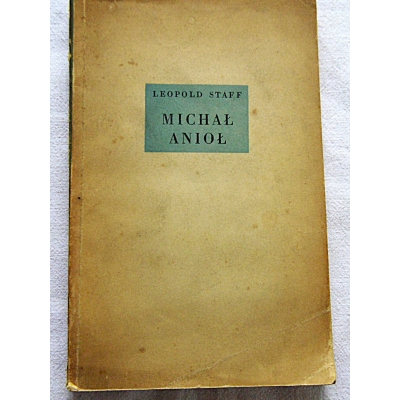 LEOPOLD STAFF
MICHAŁ
ANIOŁ